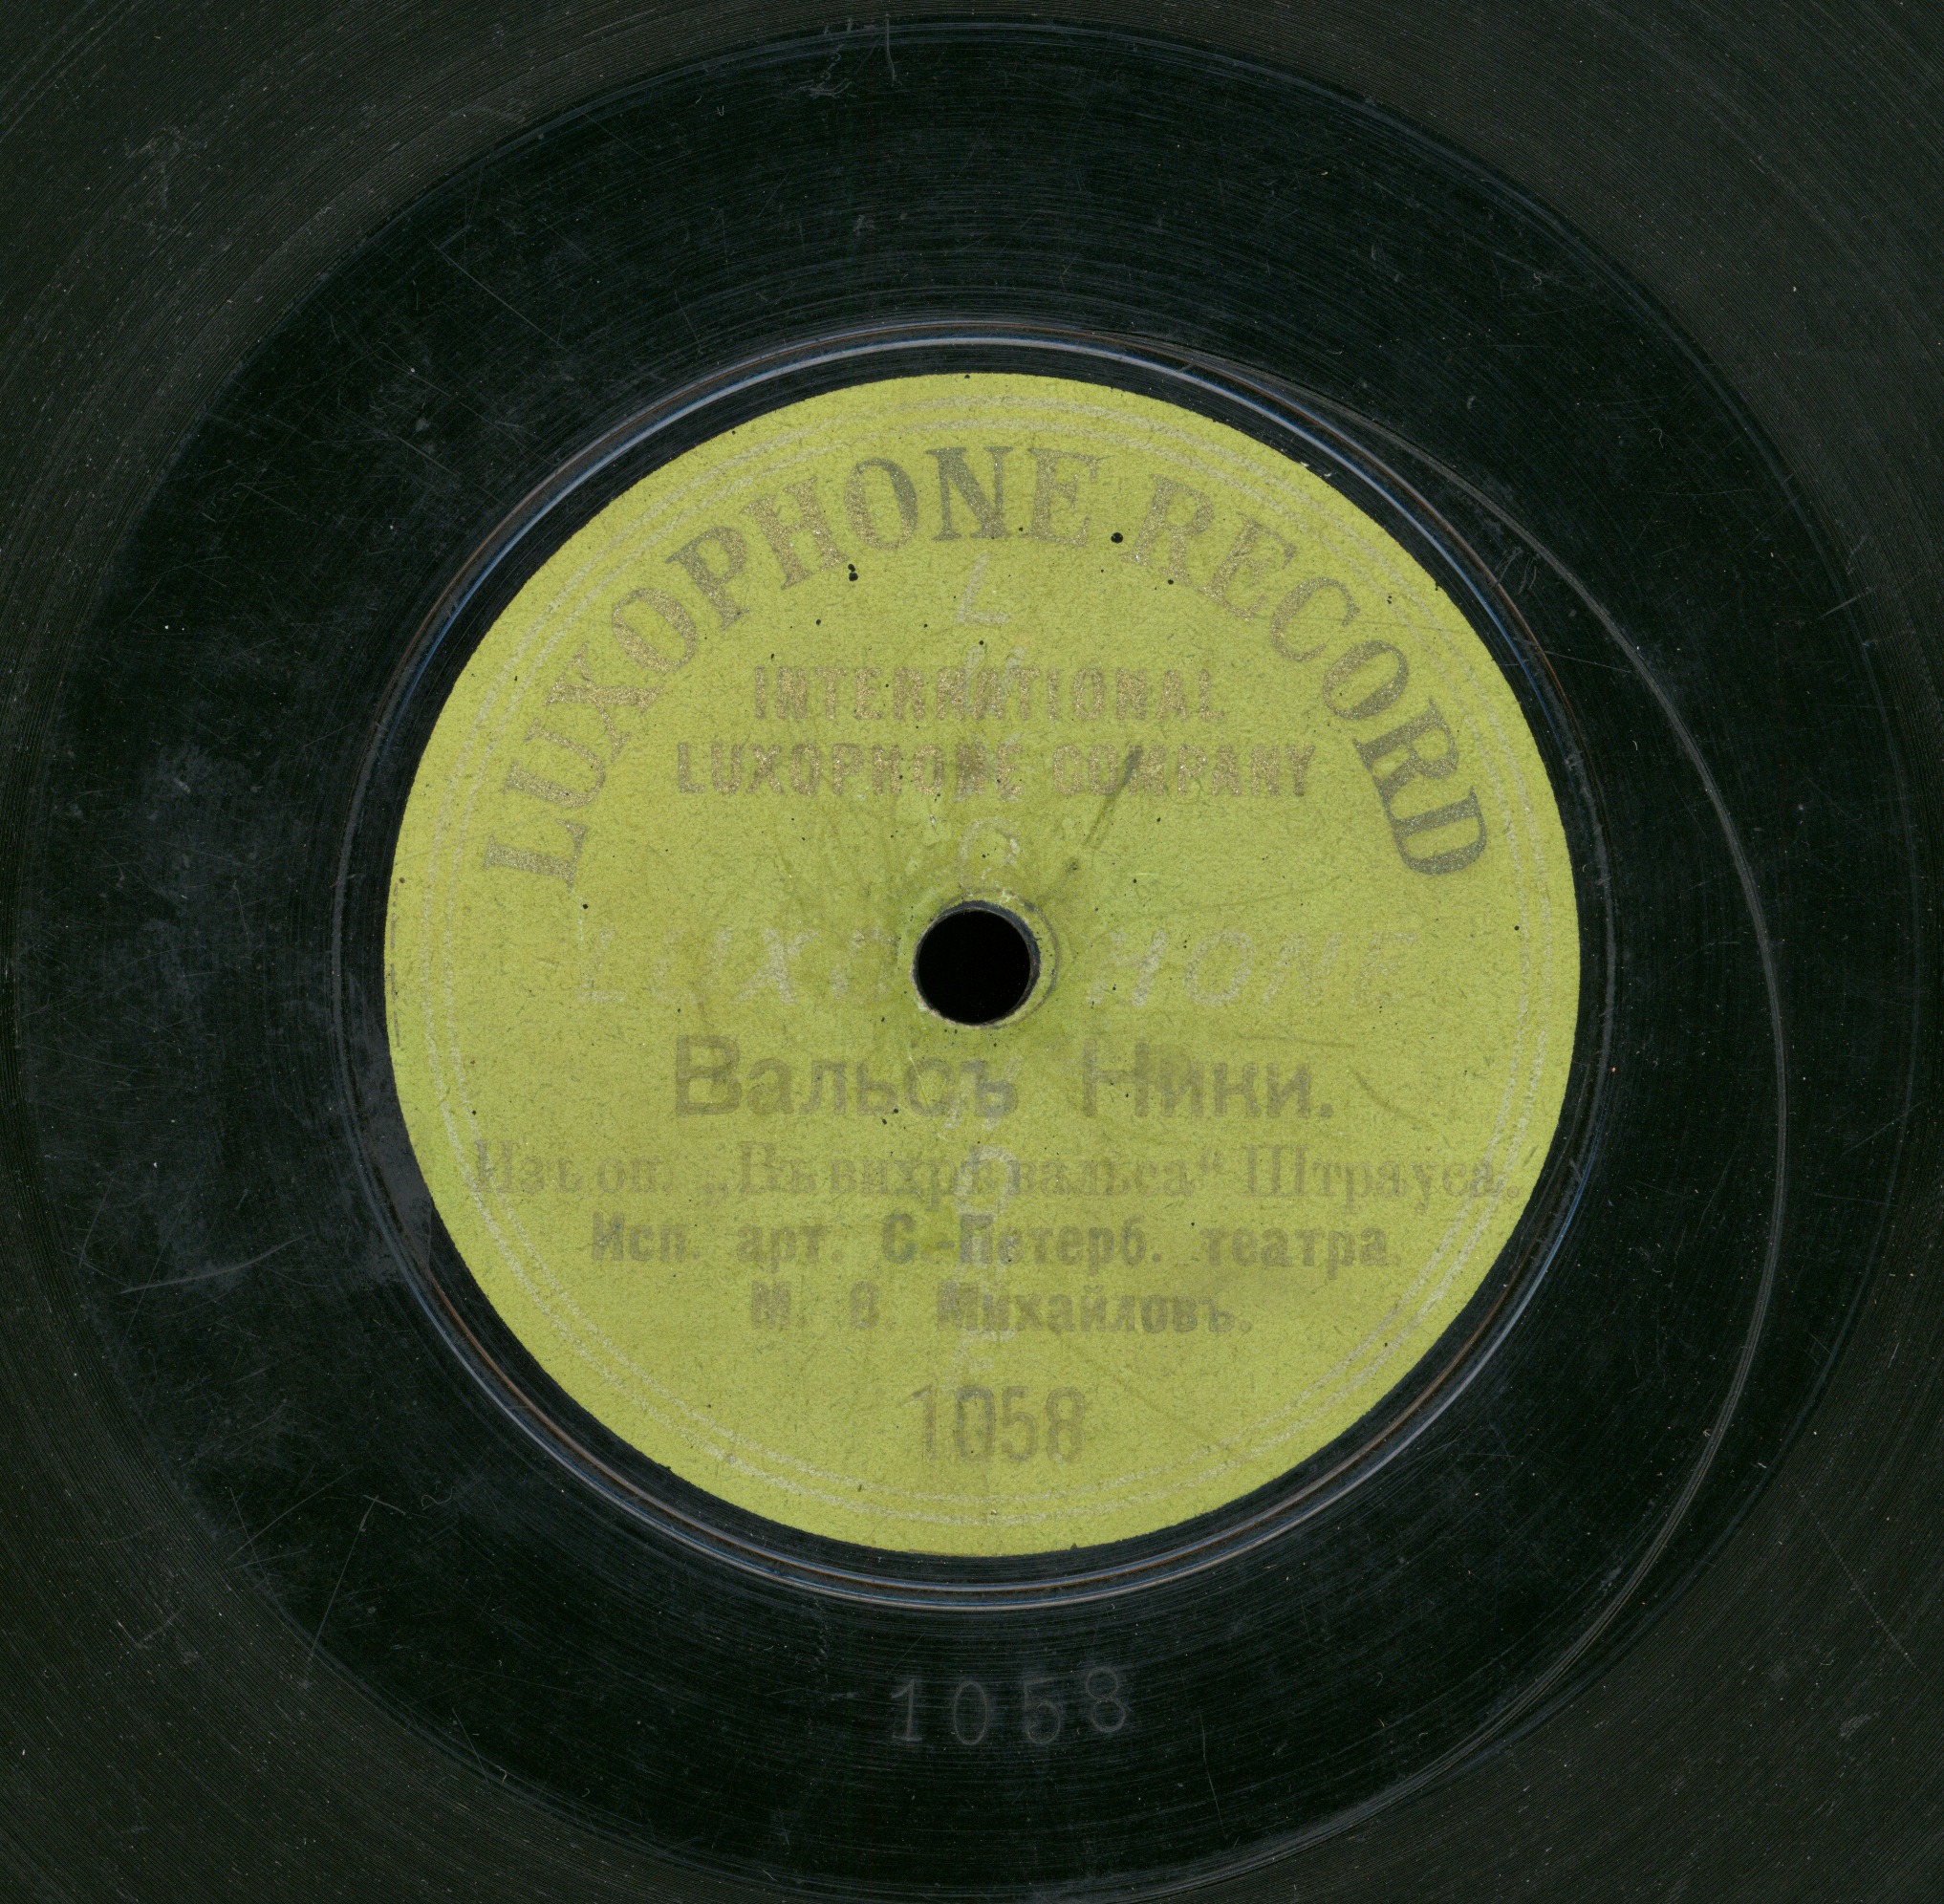 LUXOPHONE RECORD
INTERNATIONAL
LUXOPHONE COMPANY
LUXOPHONE
LUXOPHONE
Вальсъ Ники.
Изъ оп. „Въ вихрѣ вальса“ Штрауса.
Исп. арт. С.-Петерб. театра
М. С. Михайловъ.
1058
1058